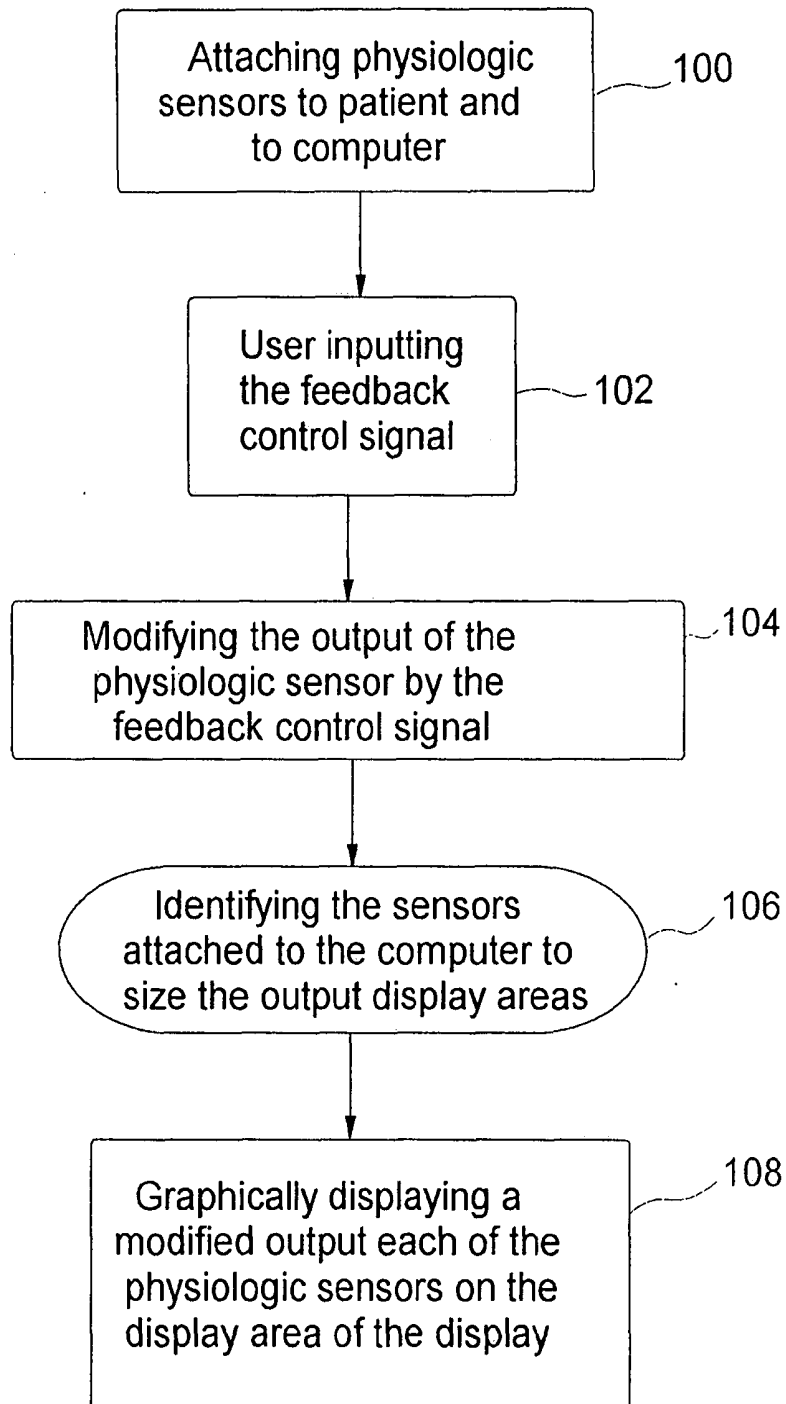 Attaching physiologic
sensors to patient and
to computer
100
User inputting
the feedback
control signal
102
Modifying the output of the
physiologic sensor by the
feedback control signal
104
Identifying the sensors
attached to the computer to
size the output display areas
106
Graphically displaying a
modified output each of the
physiologic sensors on the
display area of the display
108